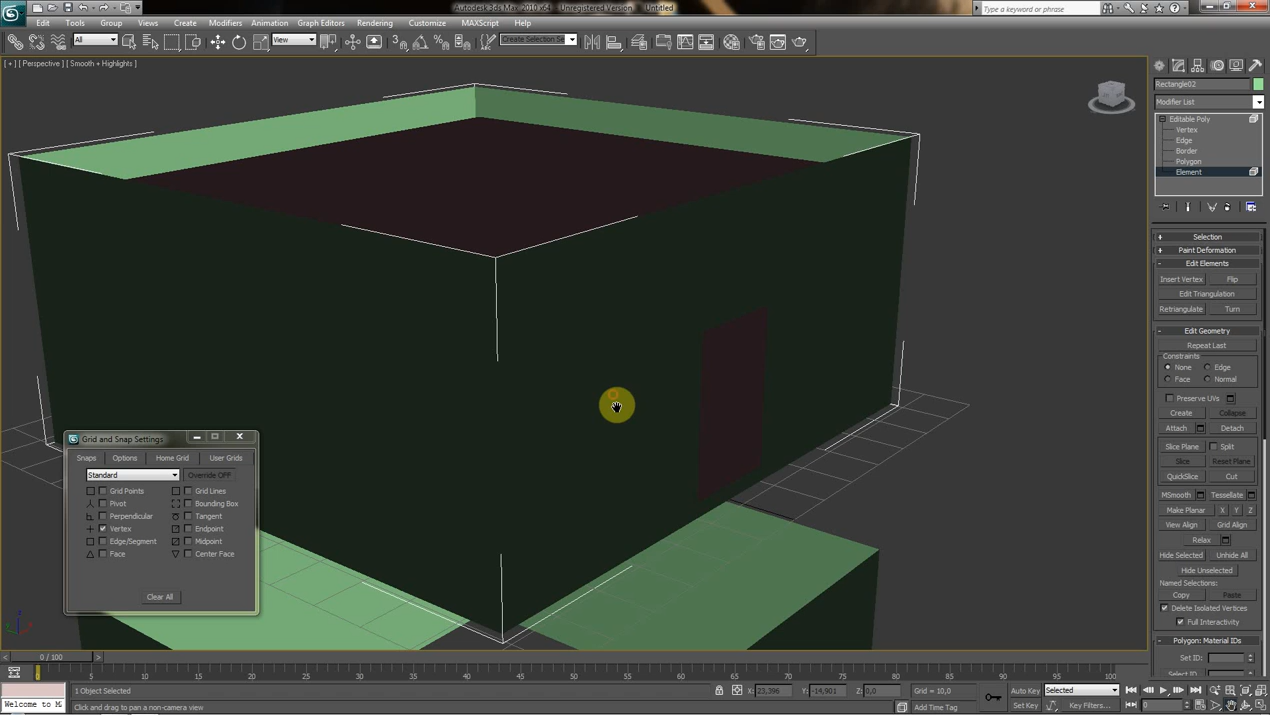 Autodesk 3ds Max 2010 x64 - Unregistered Version - Untitled
Type a keyword or phrase
Edit Tools Group Views Create Modifiers Animation Graph Editors Rendering Customize MAXScript Help
All View Create Selection Se
[ + ] [ Perspective ] [ Smooth + Highlights ]
Rectangle02
Modifier List
Editable Poly
Vertex
Edge
Border
Polygon
Element
+ Selection
+ Paint Deformation
- Edit Elements
Insert Vertex Flip
Edit Triangulation
Retriangulate Turn
- Edit Geometry
Repeat Last
Constraints
None Edge
Face Normal
Preserve UVs
Create Collapse
Attach Detach
Slice Plane Split
Slice Reset Plane
QuickSlice Cut
MSmooth Tessellate
Make Planar X Y Z
View Align Grid Align
Relax
Hide Selected Unhide All
Hide Unselected
Named Selections:
Copy Paste
Delete Isolated Vertices
Full Interactivity
- Polygon: Material IDs
Set ID:
Select ID
Grid and Snap Settings
Snaps Options Home Grid User Grids
Standard Override OFF
Grid Points Grid Lines
Pivot Bounding Box
Perpendicular Tangent
Vertex Endpoint
Edge/Segment Midpoint
Face Center Face
Clear All
0 / 100
0 5 10 15 20 25 30 35 40 45 50 55 60 65 70 75 80 85 90 95 100
1 Object Selected X: 23,396 Y: -14,901 Z: 0,0 Grid = 10,0 Auto Key Selected
Welcome to M Click and drag to pan a non-camera view Add Time Tag Set Key Key Filters... 0